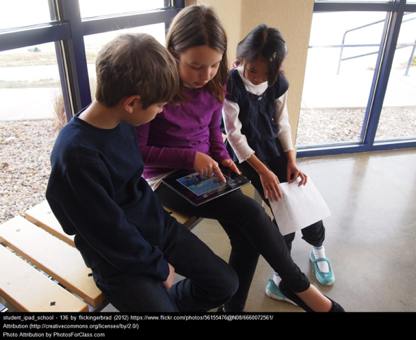 student_ipad_school - 136 by flickingerbrad (2012) https://www.flickr.com/photos/56155476@N08/6660072561/
Attribution (http://creativecommons.org/licenses/by/2.0/)
Photo Attribution by PhotosForClass.com